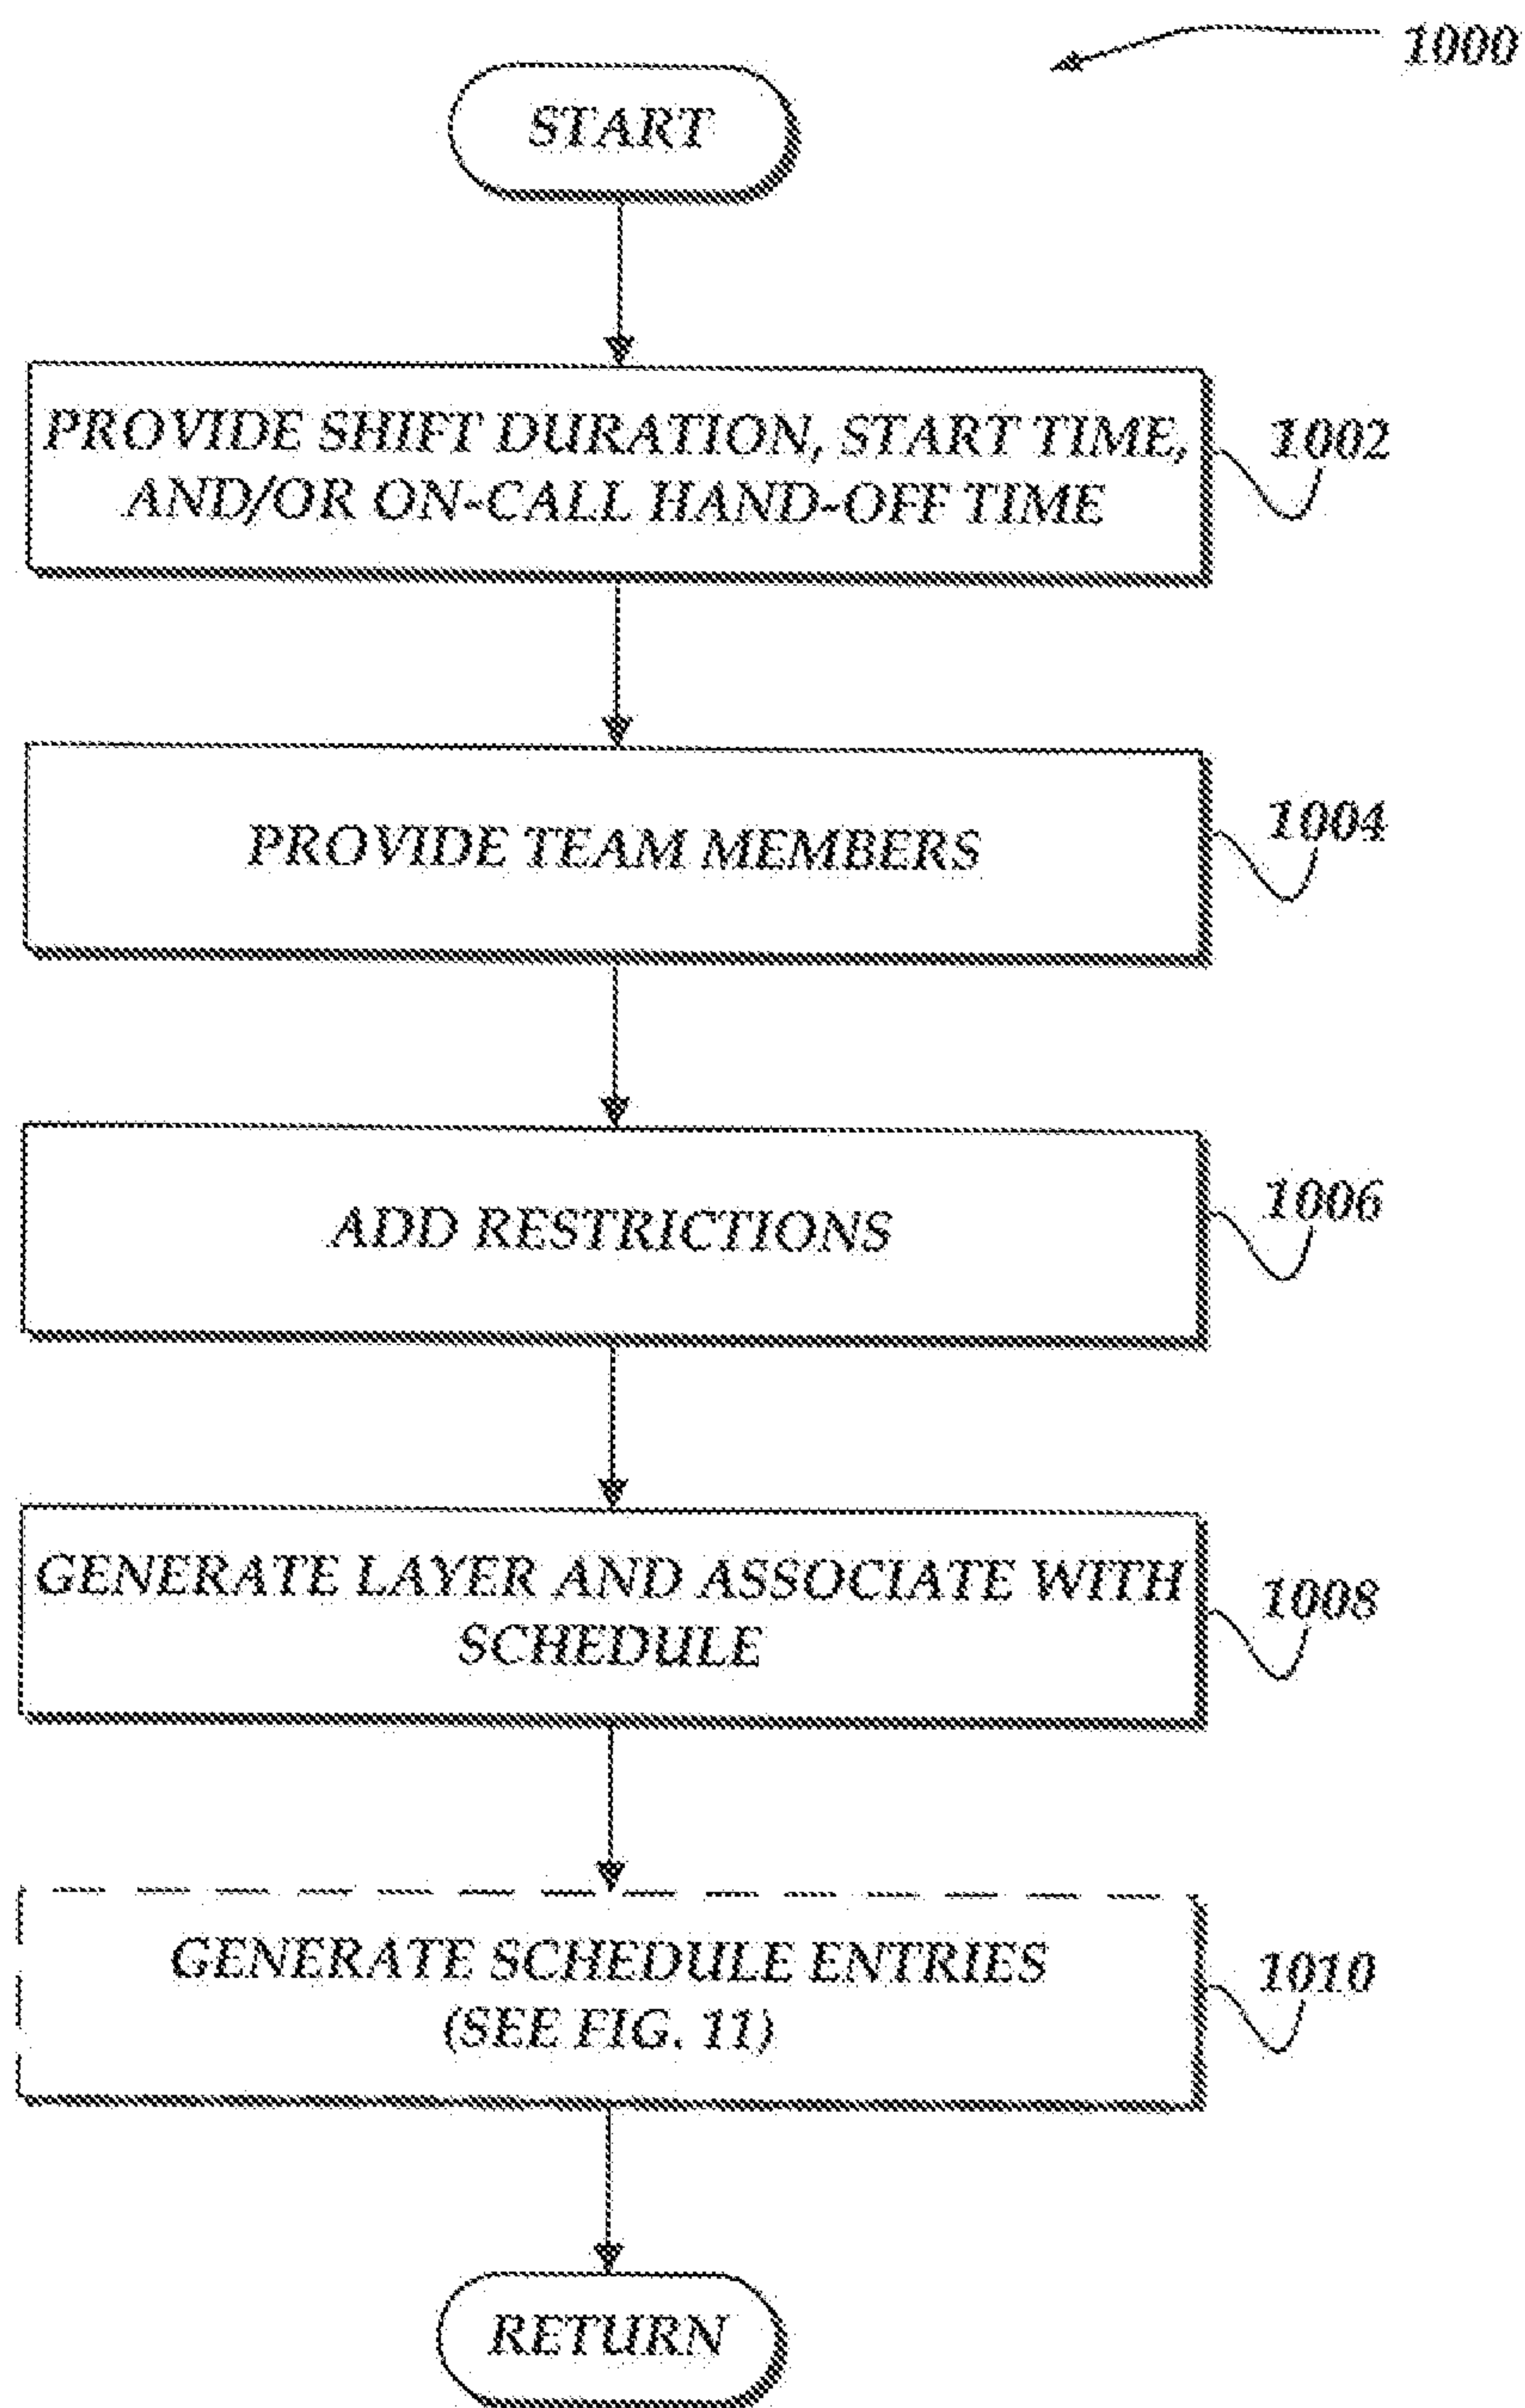 1000
START
PROVIDE SHIFT DURATION, START TIME,
AND/OR ON-CALL HAND-OFF TIME
1002
PROVIDE TEAM MEMBERS
1004
ADD RESTRICTIONS
1006
GENERATE LAYER AND ASSOCIATE WITH
SCHEDULE
1008
GENERATE SCHEDULE ENTRIES
(SEE FIG. 11)
1010
RETURN